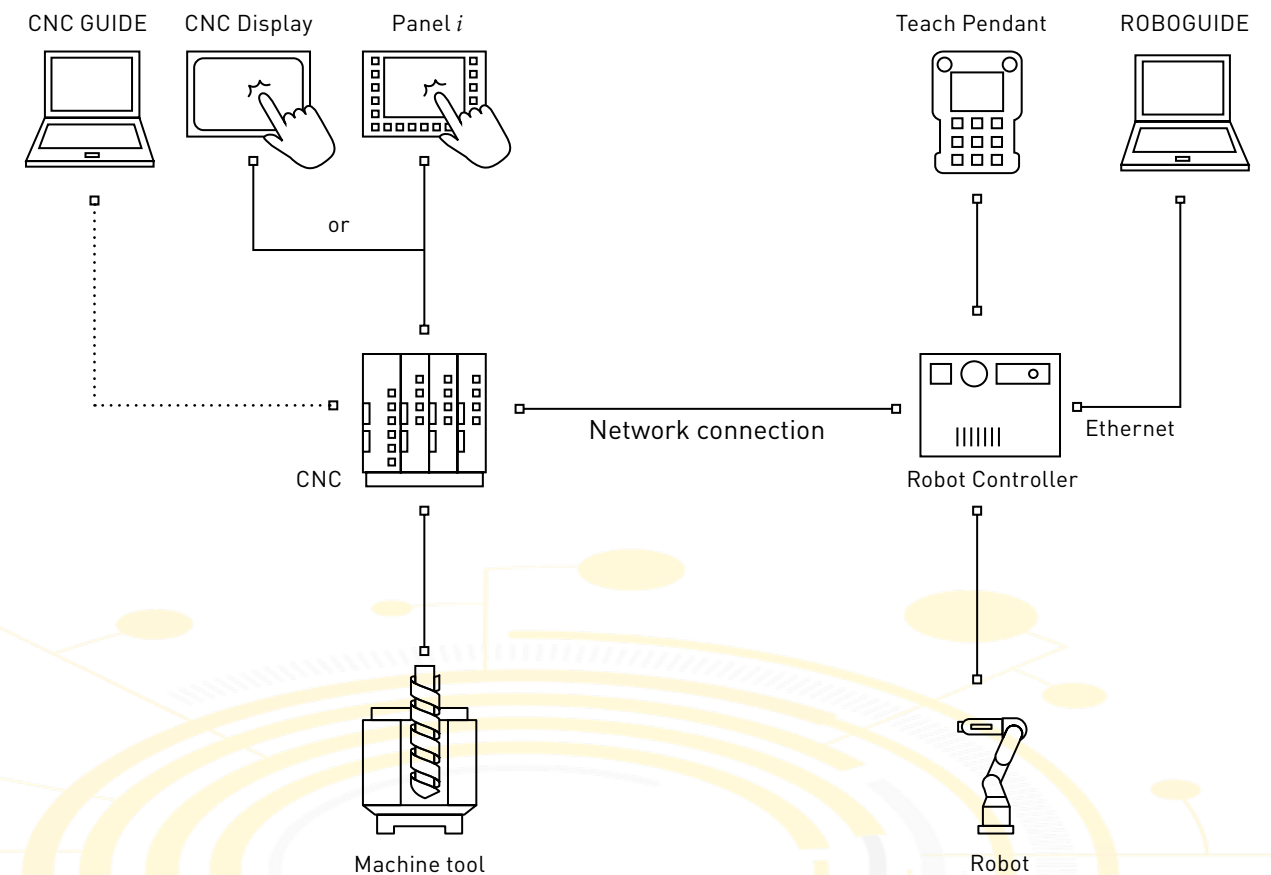 CNC GUIDE
CNC Display
Panel i
Teach Pendant
ROBOGUIDE
or
Network connection
Ethernet
CNC
Robot Controller
Machine tool
Robot